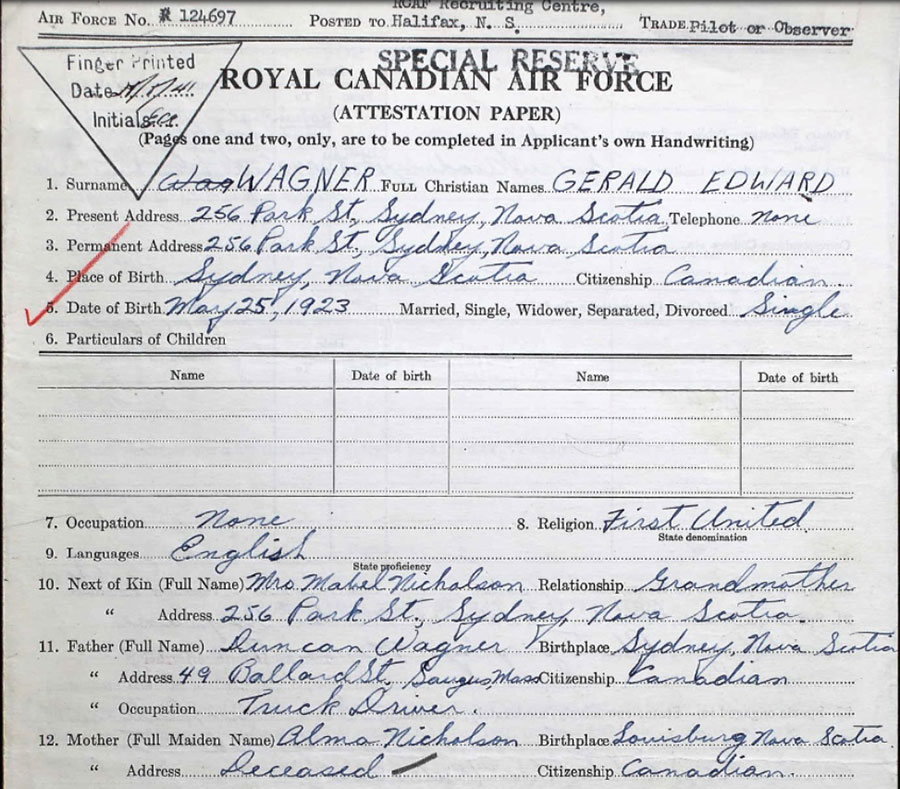 RCAF Recruiting Centre,
AIR FORCE NO. R 124697 POSTED TO Halifax, N. S. TRADE Pilot or Observer
SPECIAL RESERVE
Finger Printed
Date
Initials
ROYAL CANADIAN AIR FORCE
(ATTESTATION PAPER)
(Pages one and two, only, are to be completed in Applicant's own Handwriting)
1. Surname Wag WAGNER FULL Christian Names GERALD EDWARD
2. Present Address 256 Park St, Sydney, Nova Scotia Telephone none
3. Permanent Address 256 Park St, Sydney, Nova Scotia
4. Place of Birth Sydney, Nova Scotia Citizenship Canadian.
5. Date of Birth May 25, 1923 Married, Single, Widower, Separated, Divorced Single
6. Particulars of Children
Name Date of birth Name Date of birth
7. Occupation None 8. Religion First United
State denomination
9. Languages English
State proficiency
10. Next of Kin (Full Name) Mrs Mabel Nicholson Relationship Grandmother
" Address 256 Park St., Sydney, Nova Scotia.
11. Father (Full Name) Duncan Wagner Birthplace Sydney, Nova Scotia
" Address 49 Ballard St, Saugus, Mass Citizenship Canadian
" Occupation Truck Driver.
12. Mother (Full Maiden Name) Alma Nicholson Birthplace Louisburg Nova Scotia
" Address Deceased Citizenship Canadian.